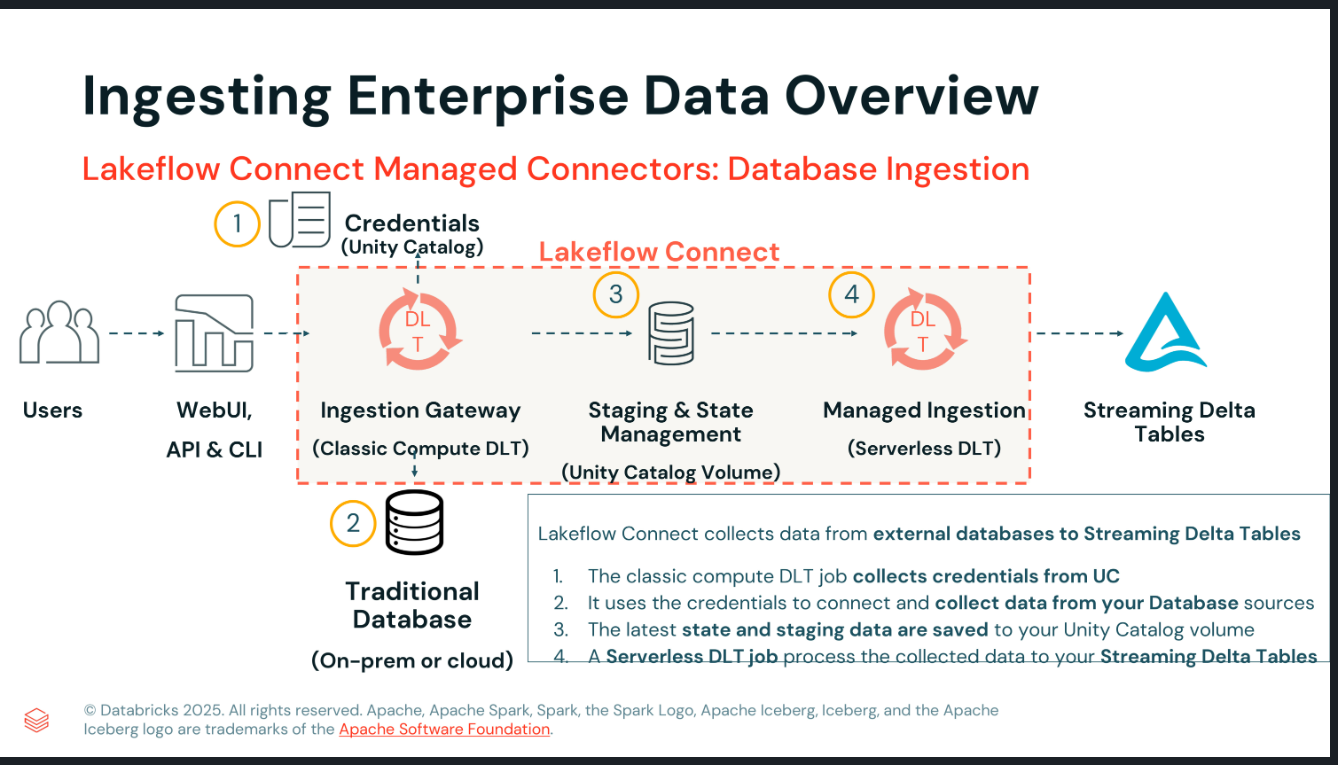 Ingesting Enterprise Data Overview
Lakeflow Connect Managed Connectors: Database Ingestion
1
Credentials
(Unity Catalog)
Lakeflow Connect
3
4
DL
T
DL
T
Users
WebUI,
API & CLI
Ingestion Gateway
(Classic Compute DLT)
Staging & State
Management
(Unity Catalog Volume)
Managed Ingestion
(Serverless DLT)
Streaming Delta
Tables
2
Traditional
Database
(On-prem or cloud)
Lakeflow Connect collects data from external databases to Streaming Delta Tables
1. The classic compute DLT job collects credentials from UC
2. It uses the credentials to connect and collect data from your Database sources
3. The latest state and staging data are saved to your Unity Catalog volume
4. A Serverless DLT job process the collected data to your Streaming Delta Tables
© Databricks 2025. All rights reserved. Apache, Apache Spark, Spark, the Spark Logo, Apache Iceberg, Iceberg, and the Apache
Iceberg logo are trademarks of the Apache Software Foundation.